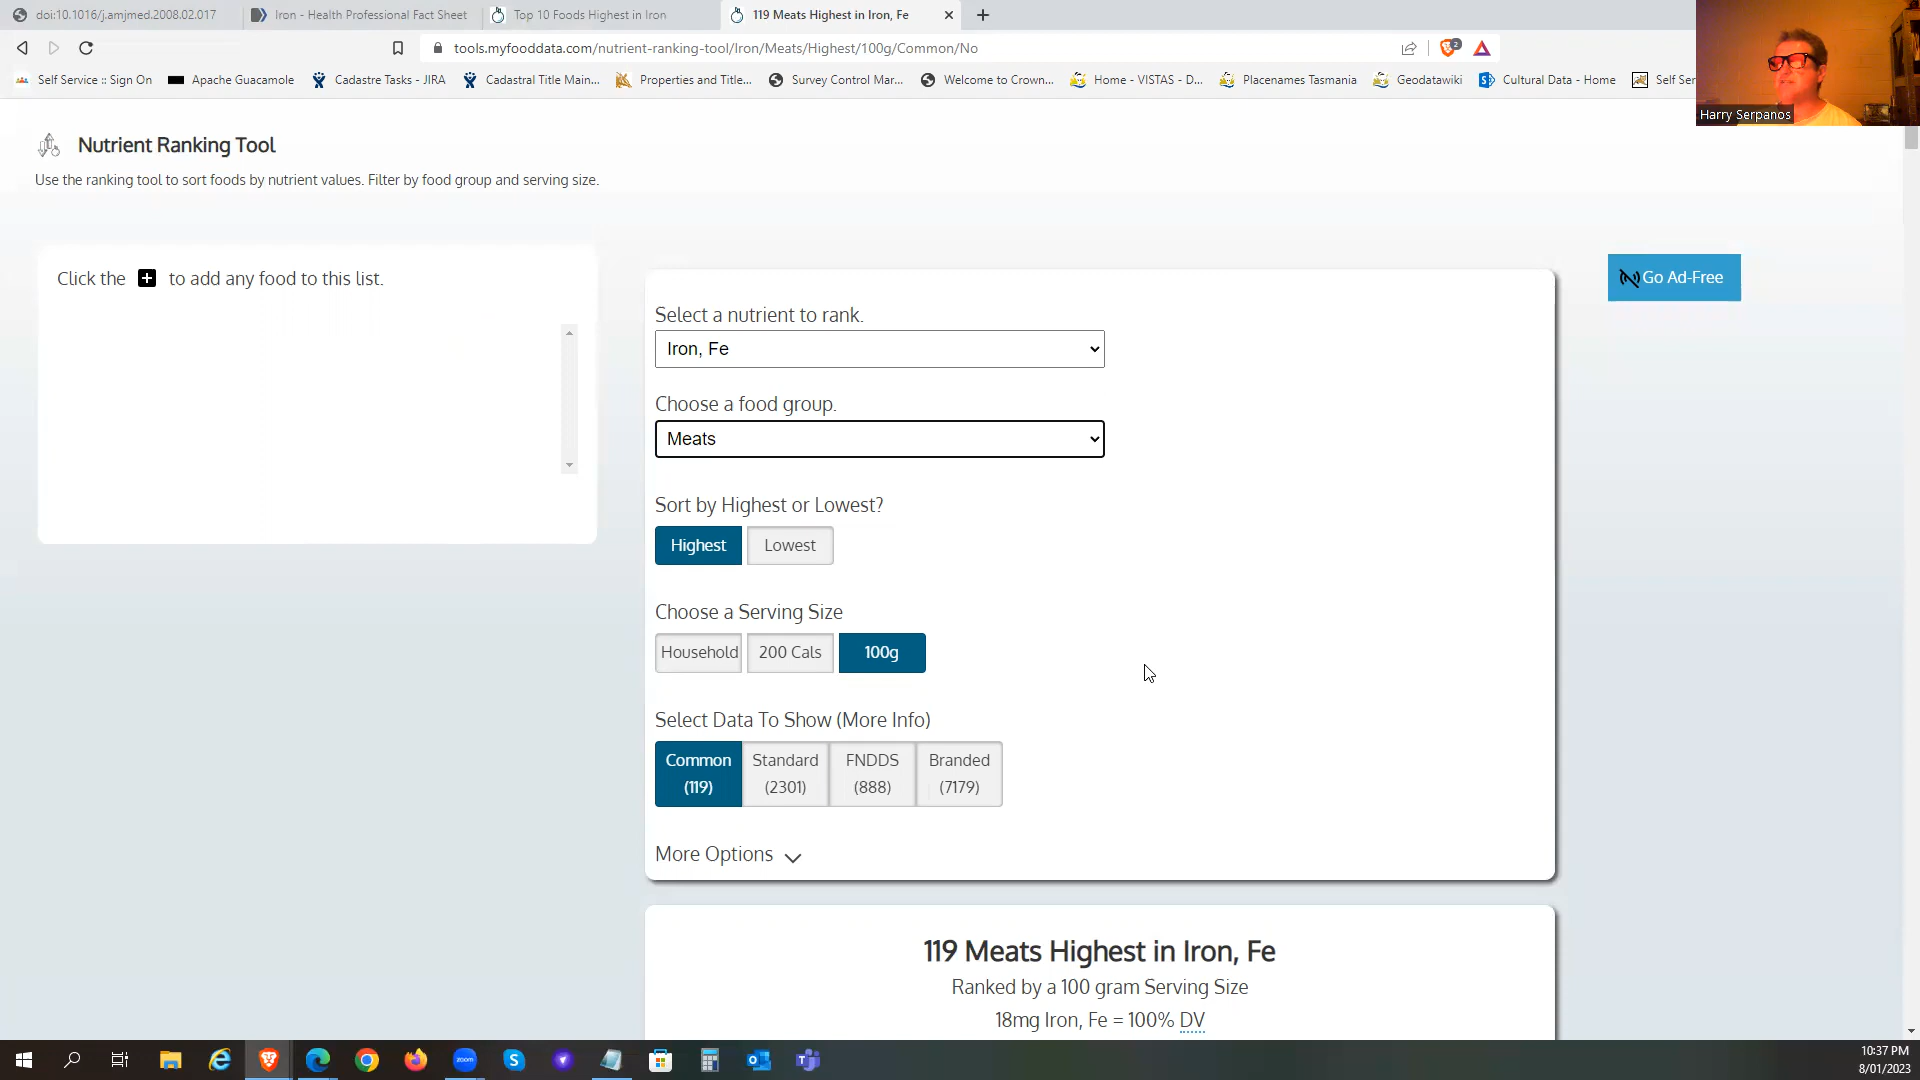 doi:10.1016/j.amjmed.2008.02.017
Iron - Health Professional Fact Sheet
Top 10 Foods Highest in Iron
119 Meats Highest in Iron, Fe
tools.myfooddata.com/nutrient-ranking-tool/Iron/Meats/Highest/100g/Common/No
2
Self Service :: Sign On
Apache Guacamole
Cadastre Tasks - JIRA
Cadastral Title Main...
Properties and Title...
Survey Control Mar...
Welcome to Crown...
Home - VISTAS - D...
Placenames Tasmania
Geodatawiki
Cultural Data - Home
Self Ser
Harry Serpanos
Nutrient Ranking Tool
Use the ranking tool to sort foods by nutrient values. Filter by food group and serving size.
Click the + to add any food to this list.
Go Ad-Free
Select a nutrient to rank.
Iron, Fe
Choose a food group.
Meats
Sort by Highest or Lowest?
Highest
Lowest
Choose a Serving Size
Household
200 Cals
100g
Select Data To Show (More Info)
Common
(119)
Standard
(2301)
FNDDS
(888)
Branded
(7179)
More Options
119 Meats Highest in Iron, Fe
Ranked by a 100 gram Serving Size
18mg Iron, Fe = 100% DV
zoom
10:37 PM
8/01/2023